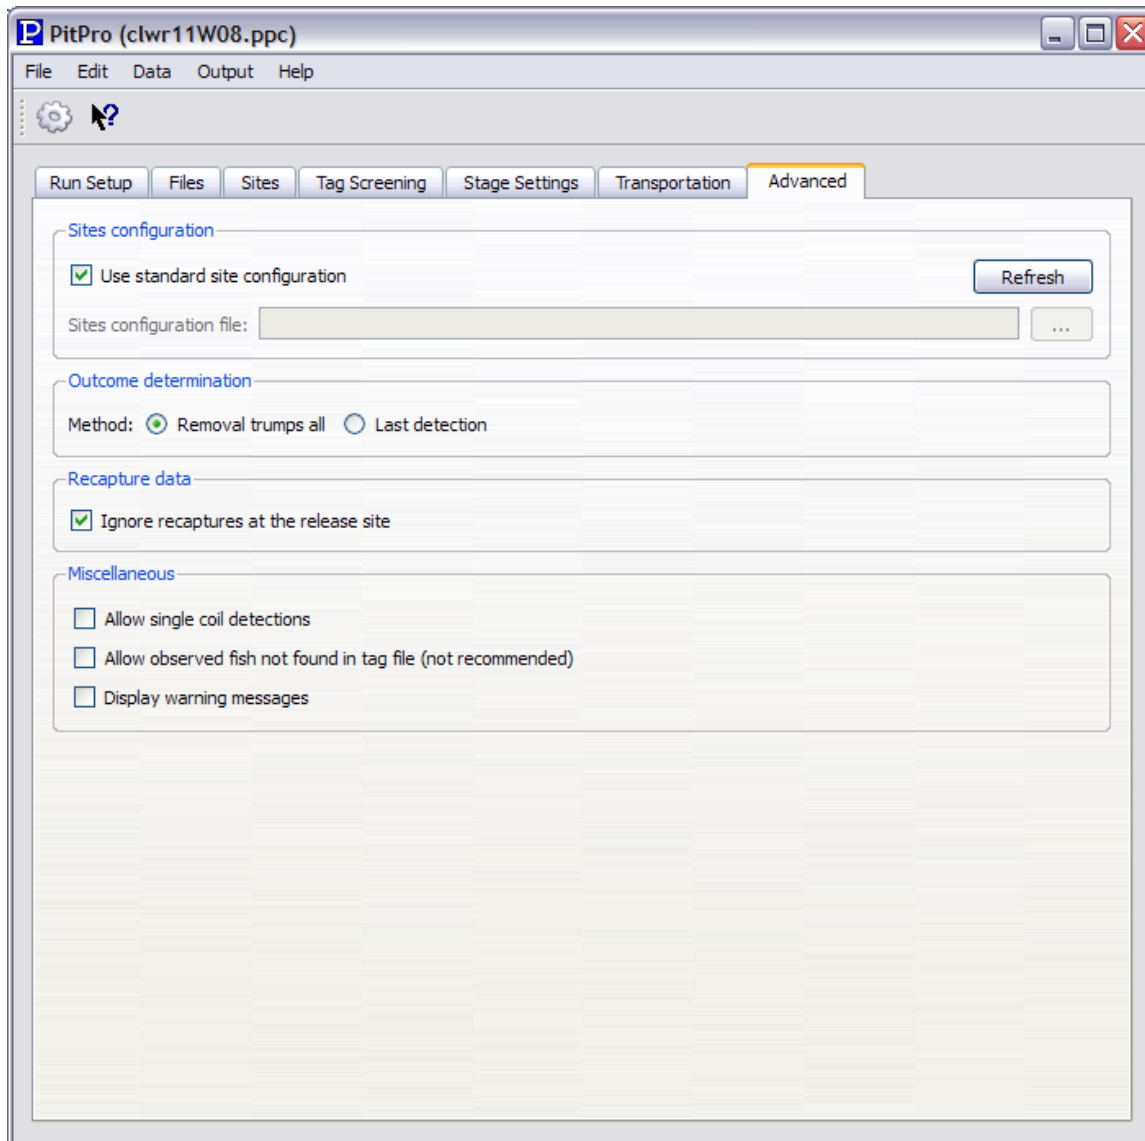 P PitPro (clwr11W08.ppc)
File Edit Data Output Help
?
Run Setup Files Sites Tag Screening Stage Settings Transportation Advanced
Sites configuration
Use standard site configuration Refresh
Sites configuration file: ...
Outcome determination
Method: Removal trumps all Last detection
Recapture data
Ignore recaptures at the release site
Miscellaneous
Allow single coil detections
Allow observed fish not found in tag file (not recommended)
Display warning messages